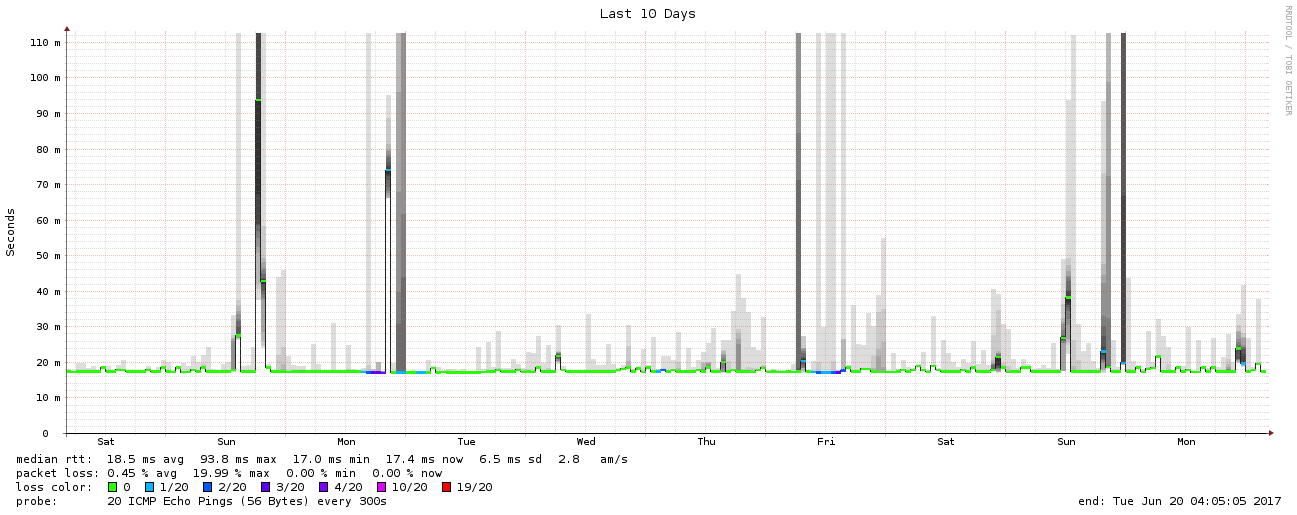 Last 10 Days
RRDTOOL / TOBI OETIKER
Seconds
110 m
100 m
90 m
80 m
70 m
60 m
50 m
40 m
30 m
20 m
10 m
0
Sat Sun Mon Tue Wed Thu Fri Sat Sun Mon
median rtt: 18.5 ms avg 93.8 ms max 17.0 ms min 17.4 ms now 6.5 ms sd 2.8 am/s
packet loss: 0.45 % avg 19.99 % max 0.00 % min 0.00 % now
loss color: 0 1/20 2/20 3/20 4/20 10/20 19/20
probe: 20 ICMP Echo Pings (56 Bytes) every 300s end: Tue Jun 20 04:05:05 2017